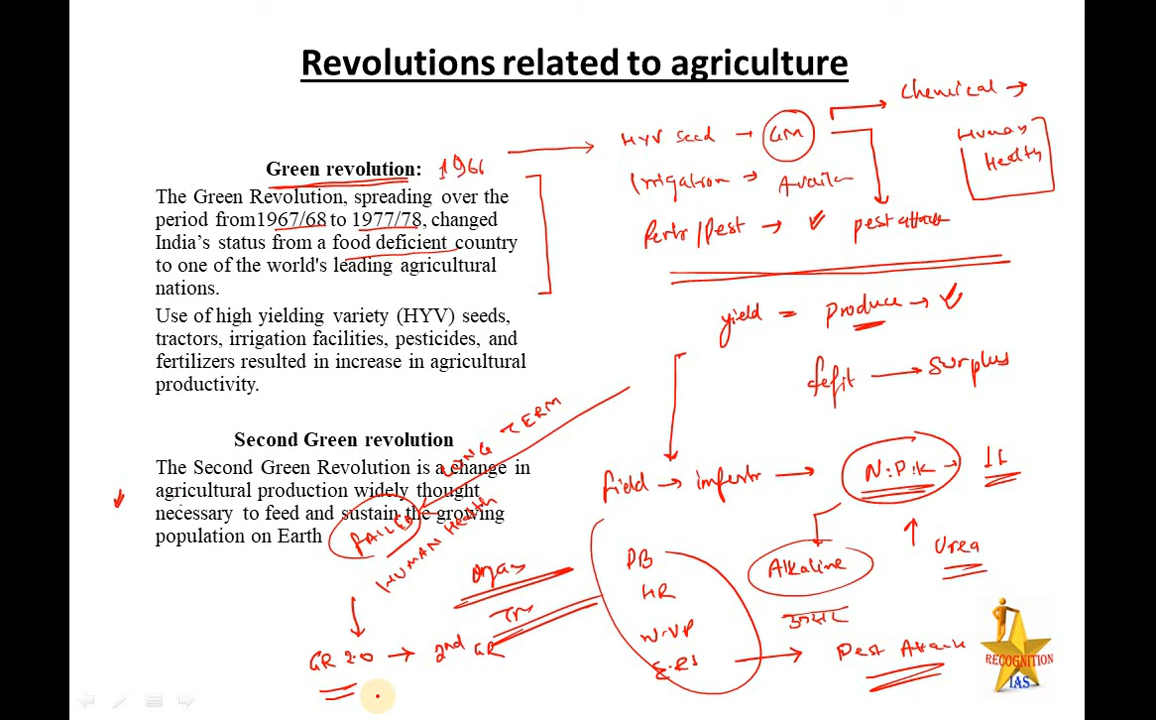 Revolutions related to agriculture
Green revolution: 1966
The Green Revolution, spreading over the
period from1967/68 to 1977/78, changed
India's status from a food deficient country
to one of the world's leading agricultural
nations.
Use of high yielding variety (HYV) seeds,
tractors, irrigation facilities, pesticides, and
fertilizers resulted in increase in agricultural
productivity.
Second Green revolution
The Second Green Revolution is a change in
agricultural production widely thought
necessary to feed and sustain the growing
population on Earth
HYV seed → GM
chemical →
Human
Health
Irrigation →
Fertr/Pest → pest attack
yield = produce →
defit → surplus
LONG TERM
field → → N:P:K →
FAILED
HUMAN Health
Urea
Alkaline
PB
HR
W.UP
E.RJ → Pest Attack
GR 2.0 → 2nd GR
RECOGNITION
IAS